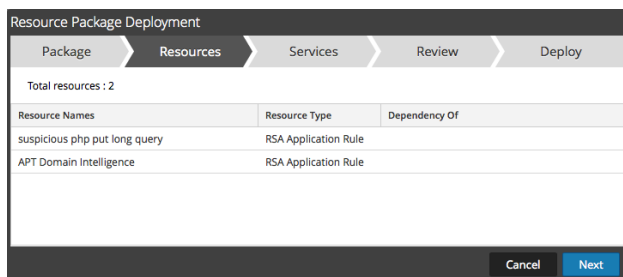 Resource Package Deployment
Package Resources Services Review Deploy
Total resources : 2
Resource Names Resource Type Dependency Of
suspicious php put long query RSA Application Rule
APT Domain Intelligence RSA Application Rule
Cancel Next